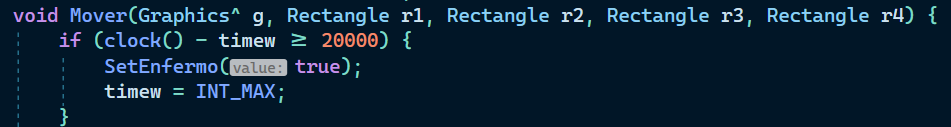 void Mover(Graphics^ g, Rectangle r1, Rectangle r2, Rectangle r3, Rectangle r4) {
if (clock() - timew ≥ 20000) {
SetEnfermo(value: true);
timew = INT_MAX;
}